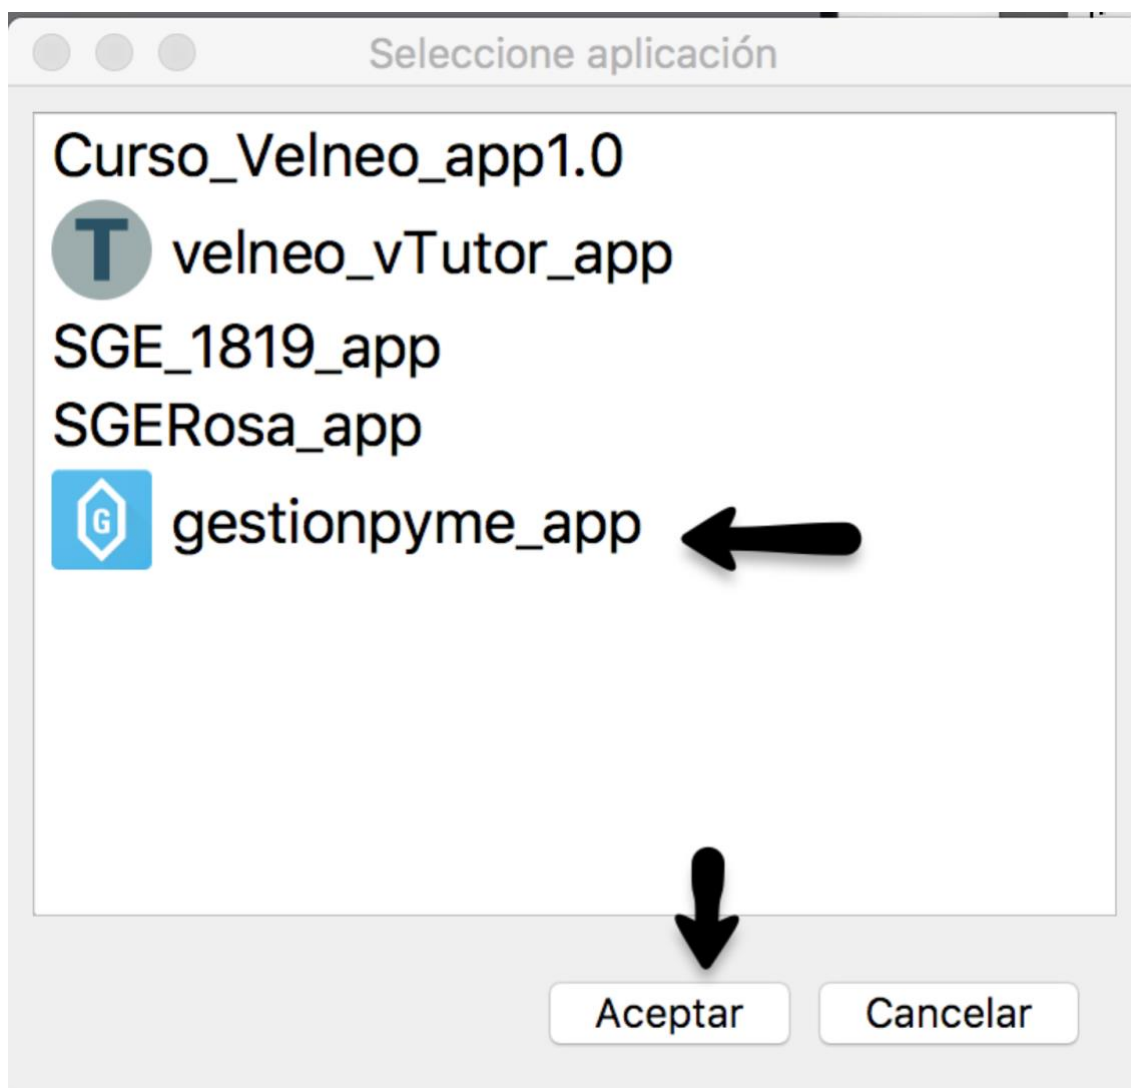 Seleccione aplicación
Curso_Velneo_app1.0
T velneo_vTutor_app
SGE_1819_app
SGERosa_app
G gestionpyme_app
Aceptar Cancelar